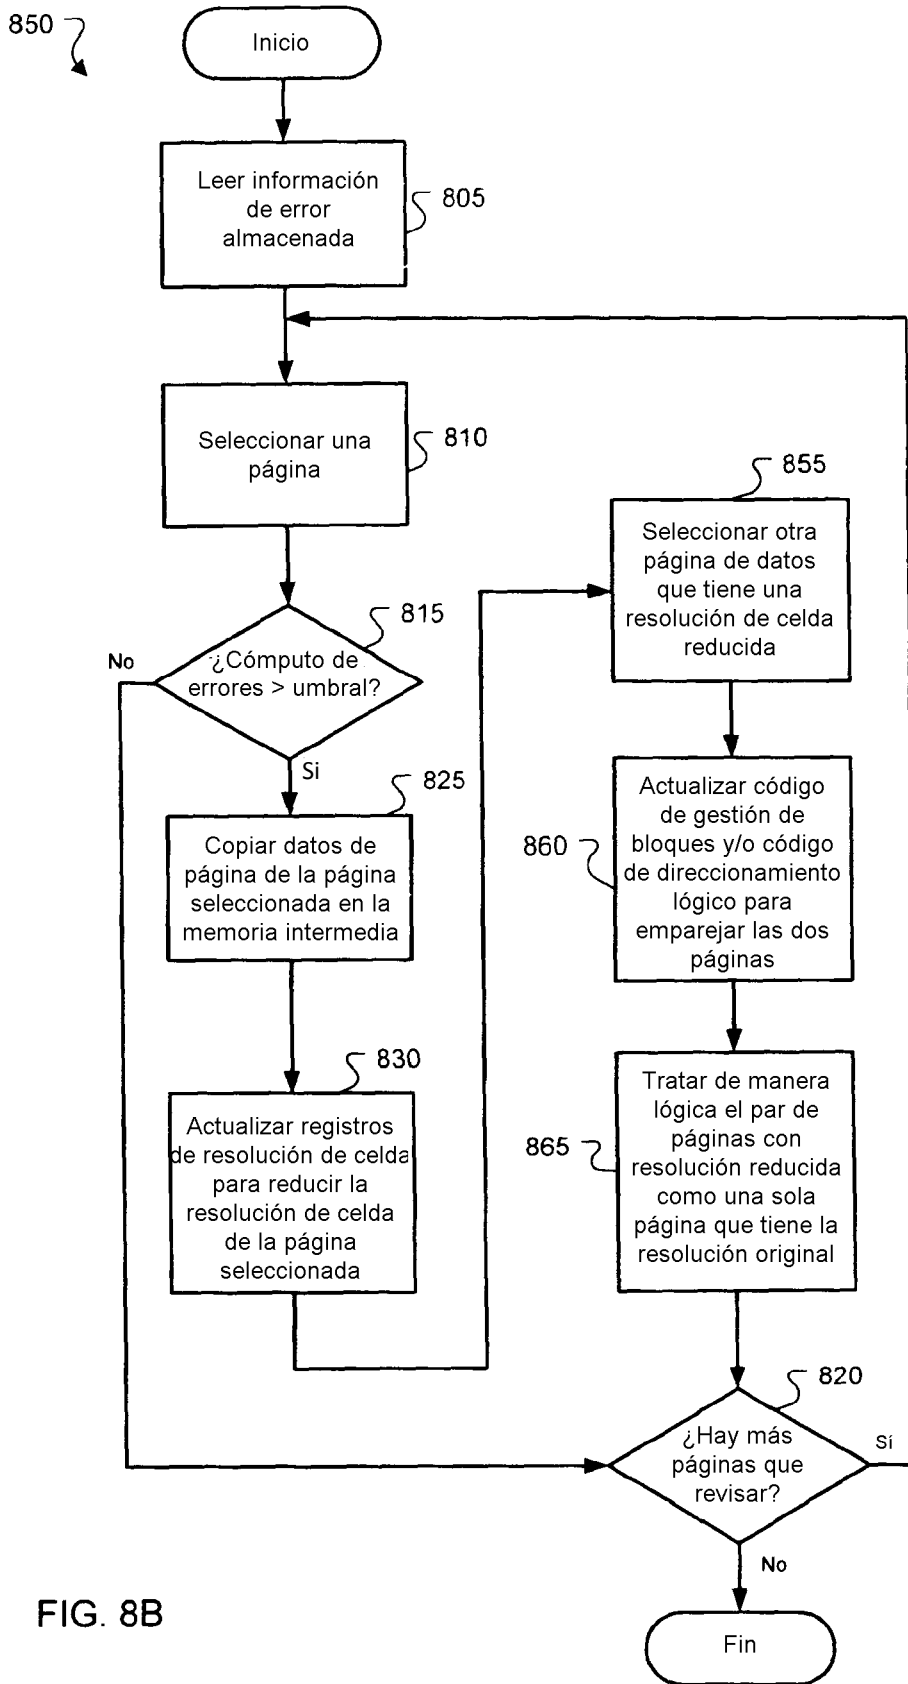 850
Inicio
Leer información
de error
almacenada
805
Seleccionar una
página
810
¿Cómputo de
errores > umbral?
815
No
Si
Copiar datos de
página de la página
seleccionada en la
memoria intermedia
825
Actualizar registros
de resolución de celda
para reducir la
resolución de celda
de la página
seleccionada
830
855
Seleccionar otra
página de datos
que tiene una
resolución de celda
reducida
Actualizar código
de gestión de
bloques y/o código
de direccionamiento
lógico para
emparejar las dos
páginas
860
Tratar de manera
lógica el par de
páginas con
resolución reducida
como una sola
página que tiene la
resolución original
865
820
¿Hay más
páginas que
revisar?
Sí
No
Fin
FIG. 8B